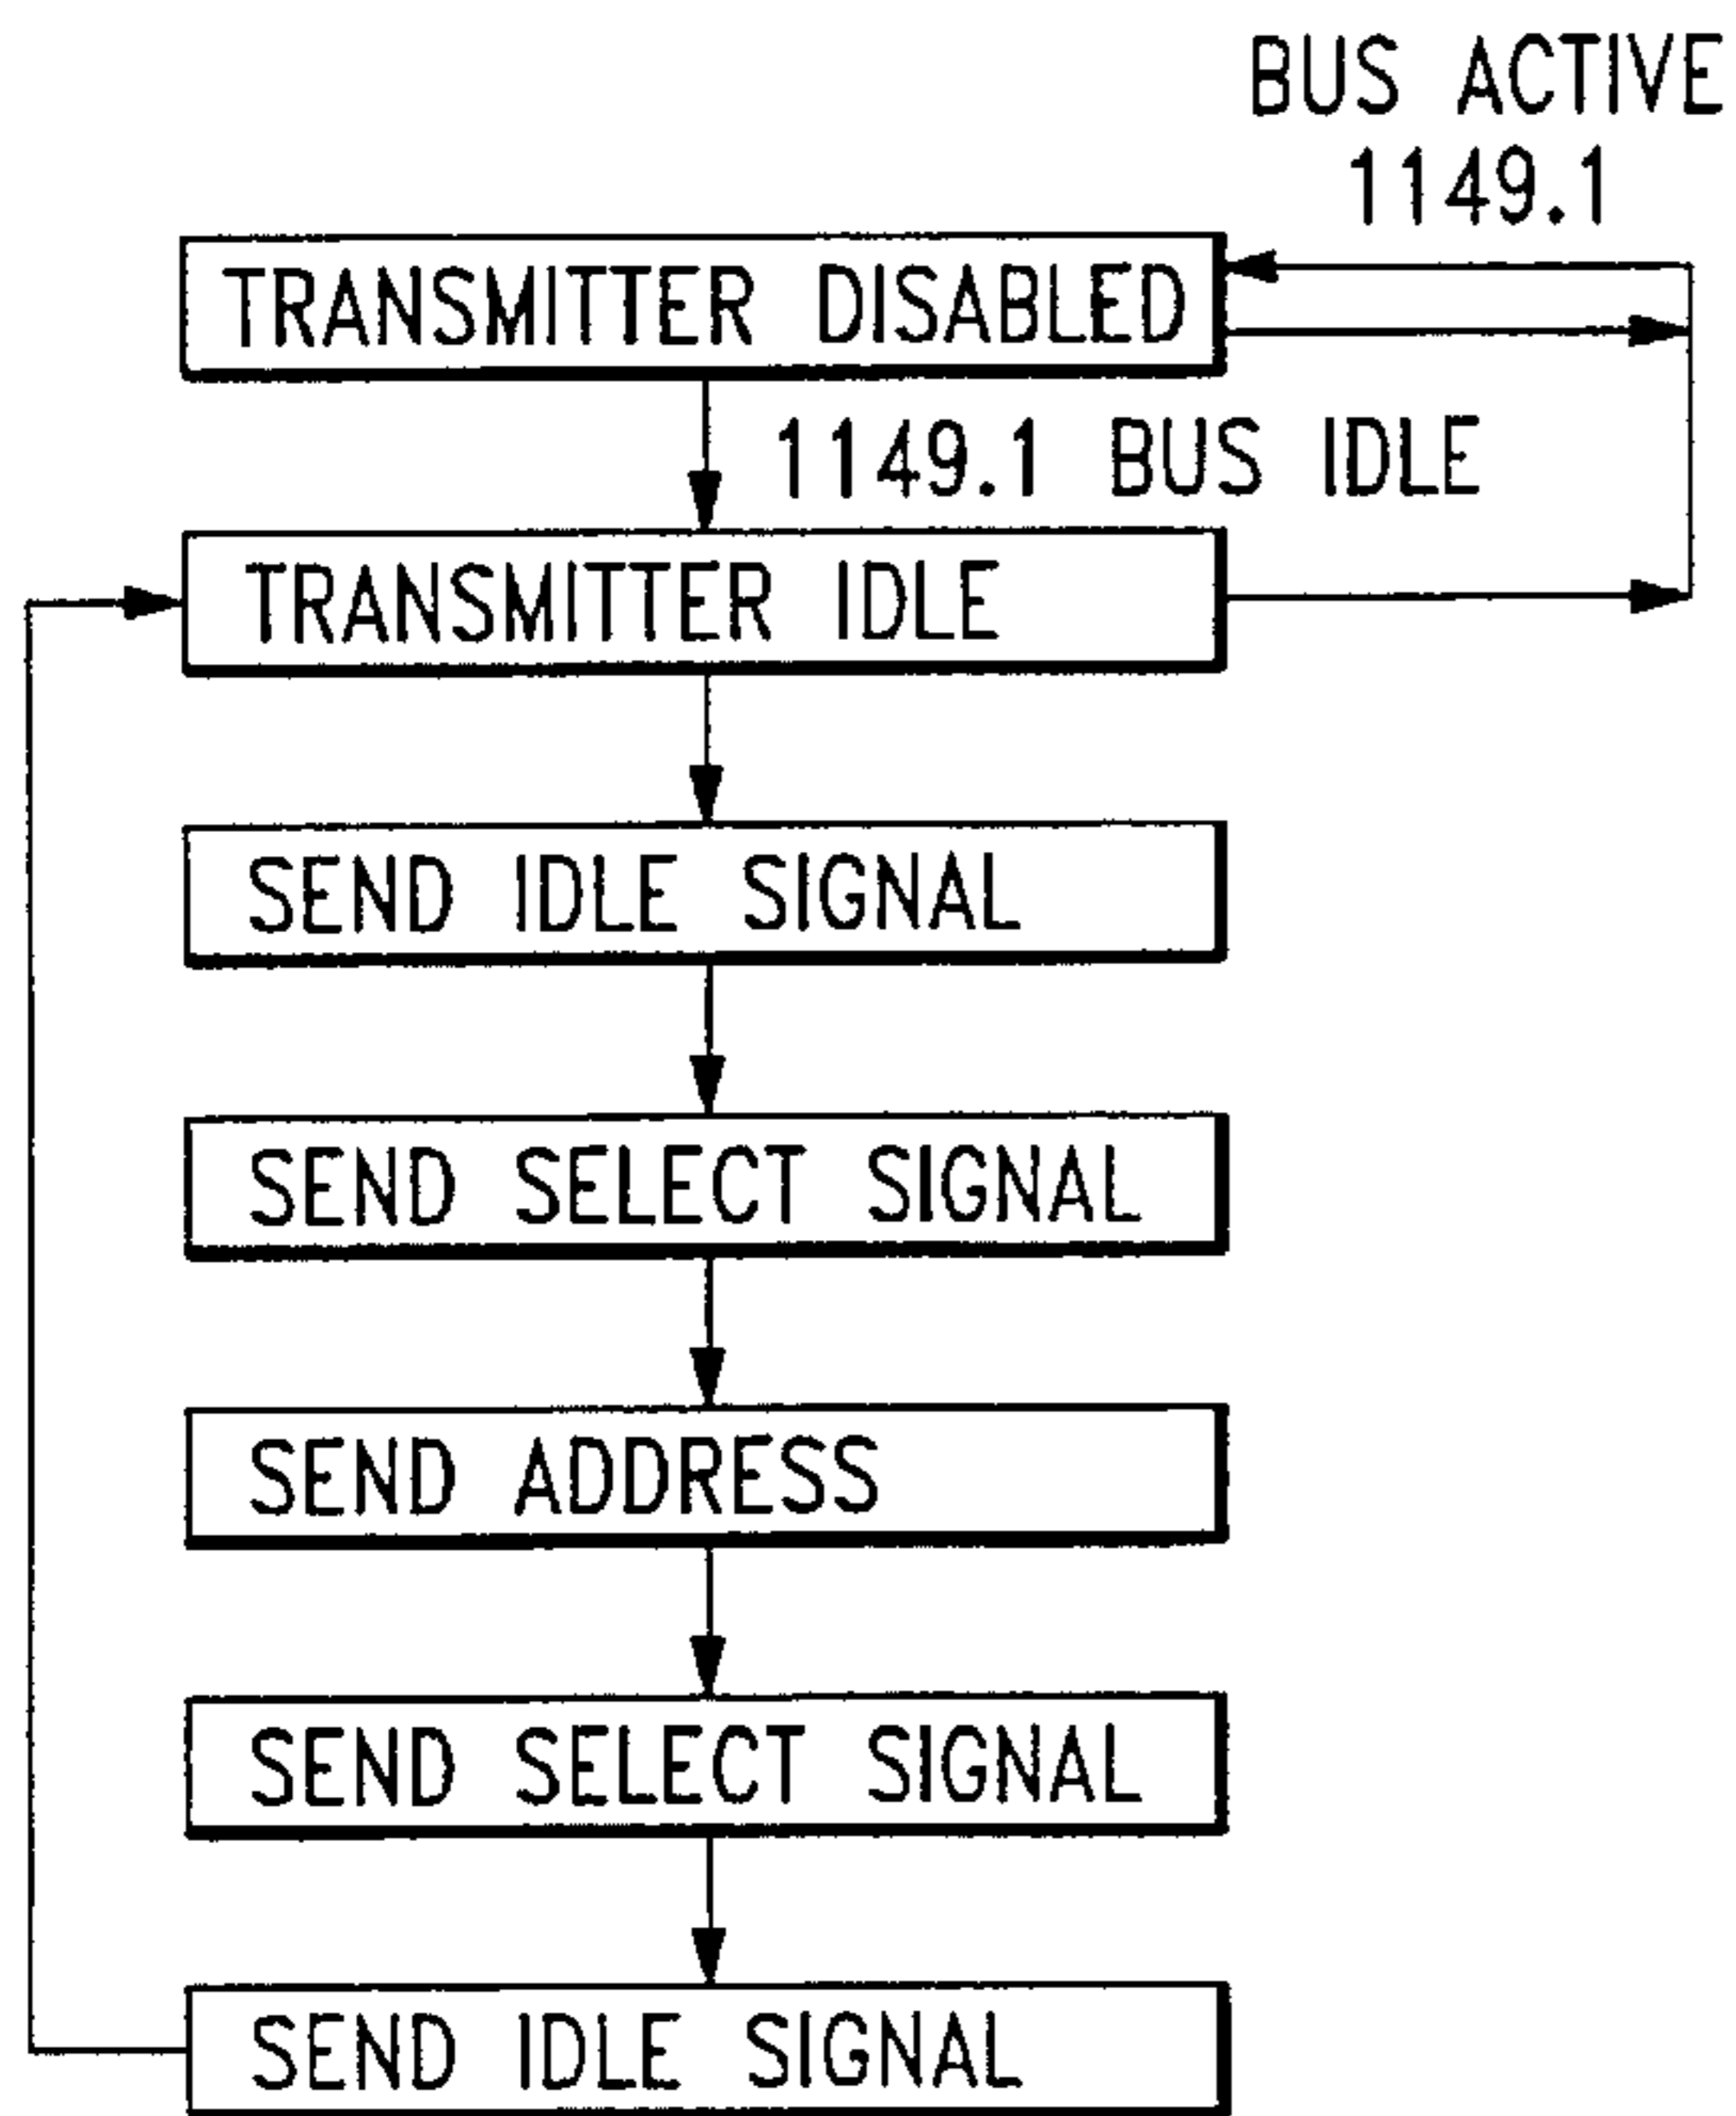 BUS ACTIVE
1149.1
TRANSMITTER DISABLED
1149.1 BUS IDLE
TRANSMITTER IDLE
SEND IDLE SIGNAL
SEND SELECT SIGNAL
SEND ADDRESS
SEND SELECT SIGNAL
SEND IDLE SIGNAL